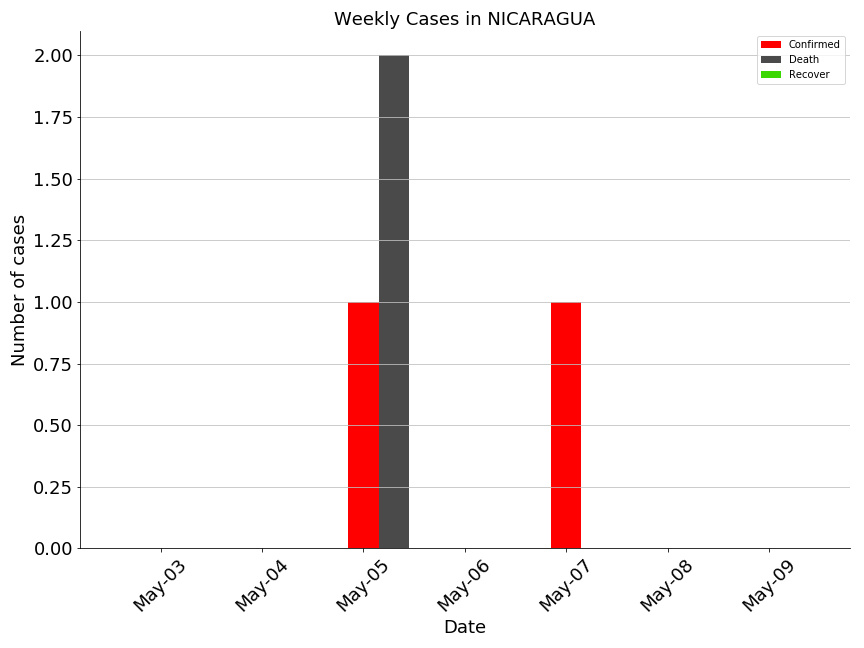 Weekly Cases in NICARAGUA
Confirmed
Death
Recover
Number of cases
2.00
1.75
1.50
1.25
1.00
0.75
0.50
0.25
0.00
May-03
May-04
May-05
May-06
May-07
May-08
May-09
Date